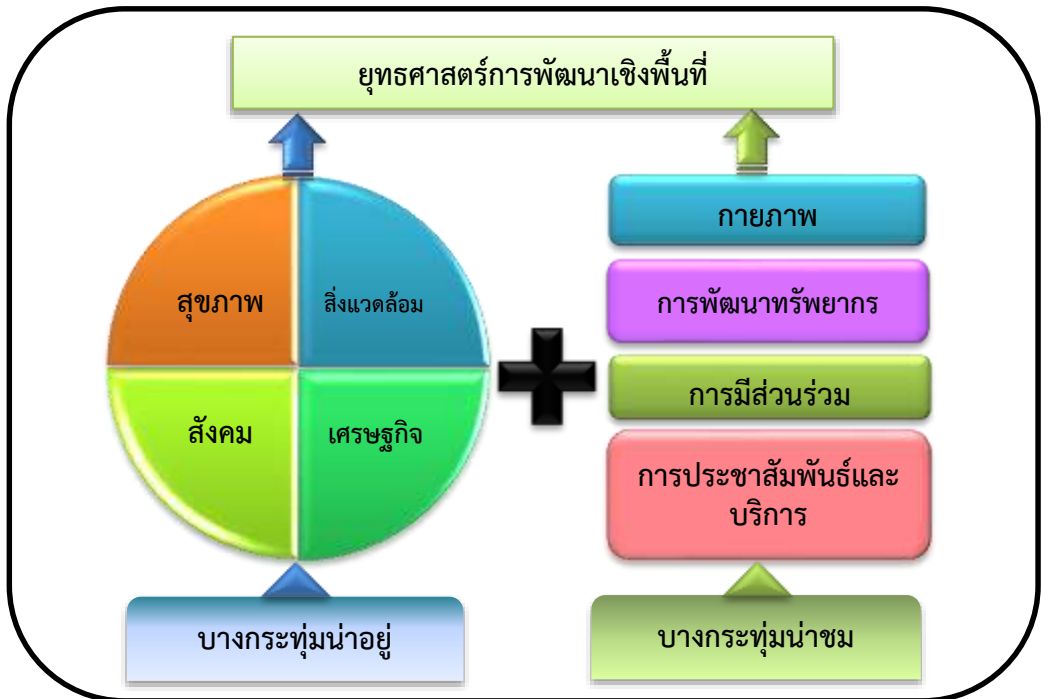 ยุทธศาสตร์การพัฒนาเชิงพื้นที่
สุขภาพ
สิ่งแวดล้อม
สังคม
เศรษฐกิจ
กายภาพ
การพัฒนาทรัพยากร
การมีส่วนร่วม
การประชาสัมพันธ์และ
บริการ
บางกระทุ่มน่าอยู่
บางกระทุ่มน่าชม